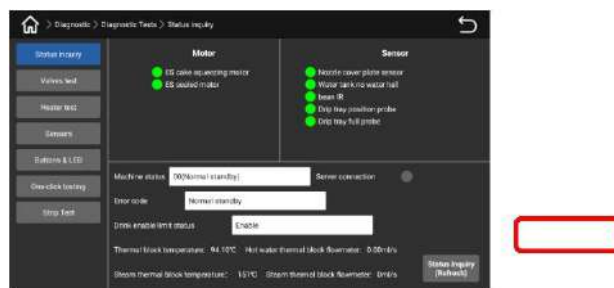 > Diagnostic > Diagnostic Tests > Status inquiry
Status inquiry
Valves test
Heater test
Sensors
Buttons & LED
One-click testing
Stop Test
Motor
ES cake squeezing motor
ES sealed motor
Sensor
Nozzle cover plate sensor
Water tank no water hall
bean IR
Drip tray position probe
Drip tray full probe
Machine status 00(Normal standby) Server connection
Error code Normal standby
Drink enable limit status Enable
Thermal block temperature: 94.10°C Hot water thermal block flowmeter: 0.00ml/s
Steam thermal block temperature: 151°C Steam thermal block flowmeter: 0ml/s
Status inquiry
(Refresh)